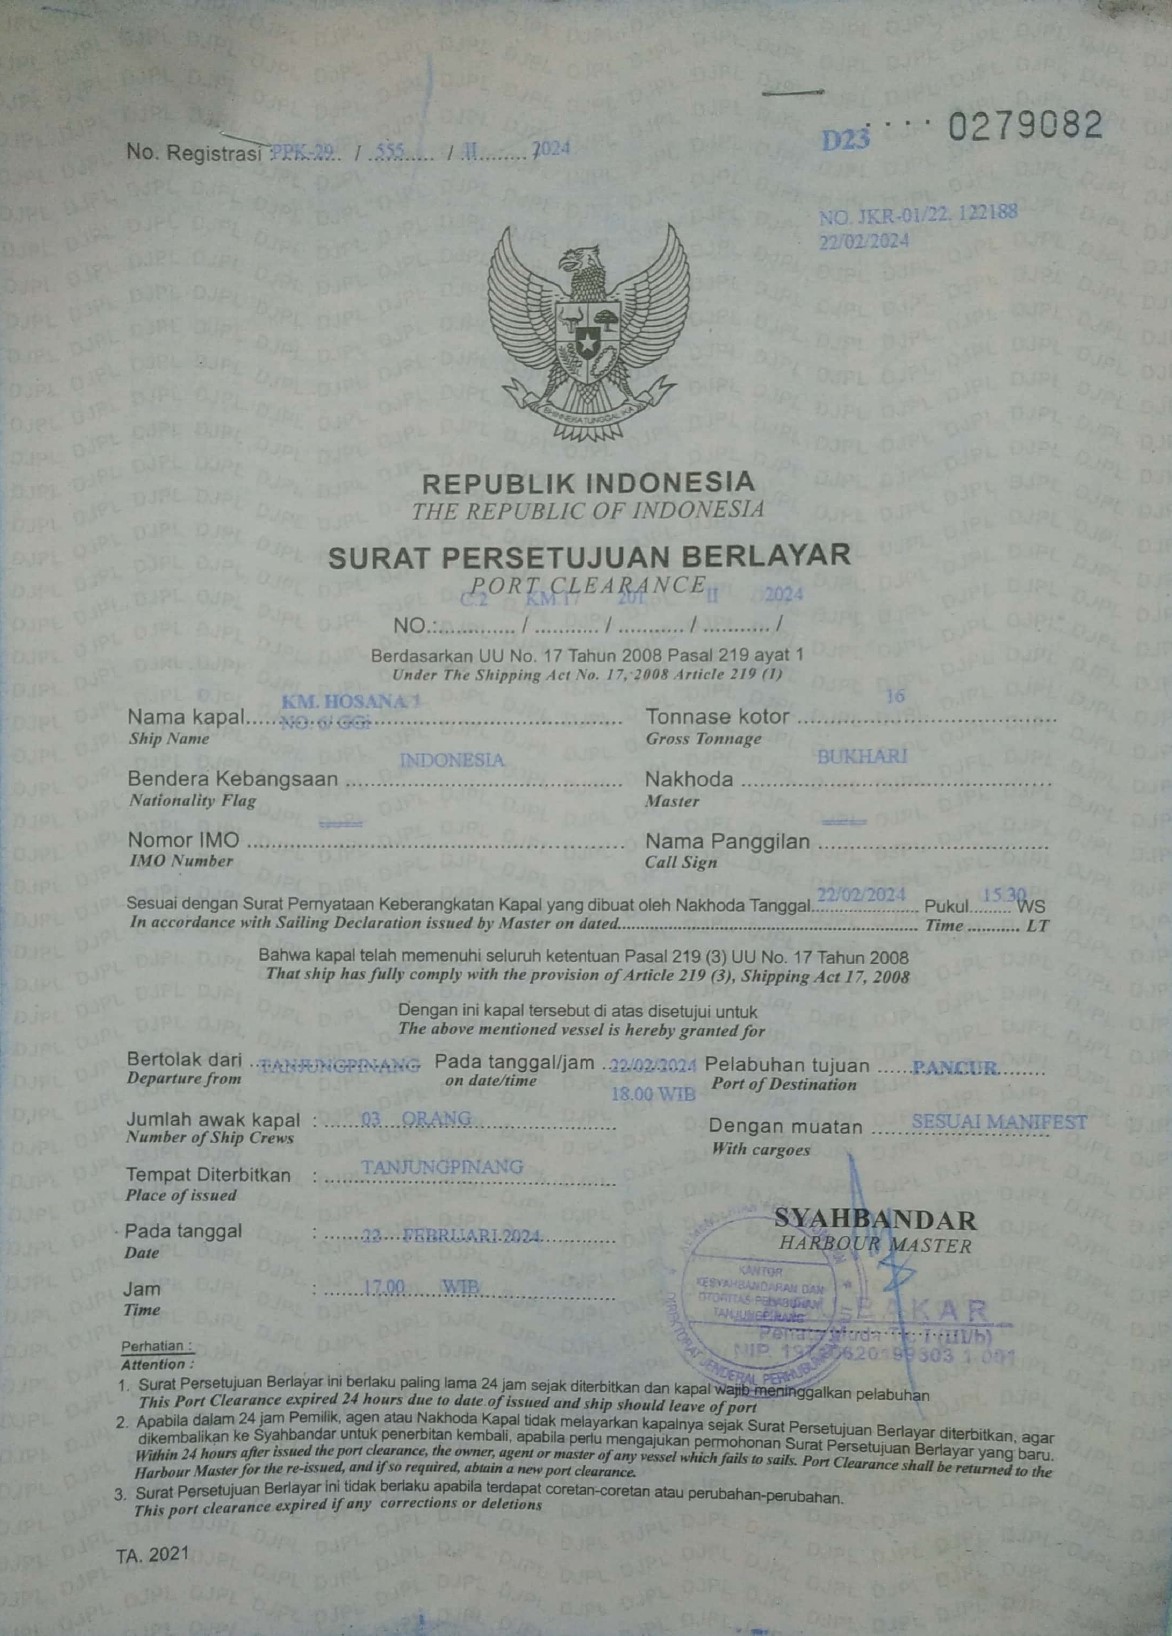 No. Registrasi PPK-29 / 555 / II / 2024
D23 0279082
NO. JKR-01/22. 122188
22/02/2024
BHINNEKA TUNGGAL IKA
REPUBLIK INDONESIA
THE REPUBLIC OF INDONESIA
SURAT PERSETUJUAN BERLAYAR
PORT CLEARANCE
C.2 KM.17 201 II 2024
NO.:............... / ............ / ............ / ............ /
Berdasarkan UU No. 17 Tahun 2008 Pasal 219 ayat 1
Under The Shipping Act No. 17, 2008 Article 219 (1)
KM. HOSANA 1 16
Nama kapal NO. 6/ GGi Tonnase kotor
Ship Name Gross Tonnage
INDONESIA BUKHARI
Bendera Kebangsaan Nakhoda
Nationality Flag Master
Nomor IMO Nama Panggilan
IMO Number Call Sign
Sesuai dengan Surat Pernyataan Keberangkatan Kapal yang dibuat oleh Nakhoda Tanggal 22/02/2024 Pukul 15.30 WS
In accordance with Sailing Declaration issued by Master on dated Time LT
Bahwa kapal telah memenuhi seluruh ketentuan Pasal 219 (3) UU No. 17 Tahun 2008
That ship has fully comply with the provision of Article 219 (3), Shipping Act 17, 2008
Dengan ini kapal tersebut di atas disetujui untuk
The above mentioned vessel is hereby granted for
Bertolak dari TANJUNGPINANG Pada tanggal/jam 22/02/2024 Pelabuhan tujuan PANCUR
Departure from on date/time Port of Destination
18.00 WIB
Jumlah awak kapal : 03 ORANG Dengan muatan SESUAI MANIFEST
Number of Ship Crews With cargoes
Tempat Diterbitkan : TANJUNGPINANG
Place of issued
SYAHBANDAR
HARBOUR MASTER
Pada tanggal : 22 FEBRUARI 2024
Date
KANTOR
KESYAHBANDARAN DAN
OTORITAS PELABUHAN
TANJUNGPINANG
DIREKTORAT JENDERAL PERHUBUNGAN
Jam : 17.00 WIB
Time
BAKAR
Penata Muda Tk. I (III/b)
NIP.
Perhatian :
Attention :
1. Surat Persetujuan Berlayar ini berlaku paling lama 24 jam sejak diterbitkan dan kapal wajib meninggalkan pelabuhan
This Port Clearance expired 24 hours due to date of issued and ship should leave of port
2. Apabila dalam 24 jam Pemilik, agen atau Nakhoda Kapal tidak melayarkan kapalnya sejak Surat Persetujuan Berlayar diterbitkan, agar
dikembalikan ke Syahbandar untuk penerbitan kembali, apabila perlu mengajukan permohonan Surat Persetujuan Berlayar yang baru.
Within 24 hours after issued the port clearance, the owner, agent or master of any vessel which fails to sails. Port Clearance shall be returned to the
Harbour Master for the re-issued, and if so required, abtain a new port clearance.
3. Surat Persetujuan Berlayar ini tidak berlaku apabila terdapat coretan-coretan atau perubahan-perubahan.
This port clearance expired if any corrections or deletions
TA. 2021